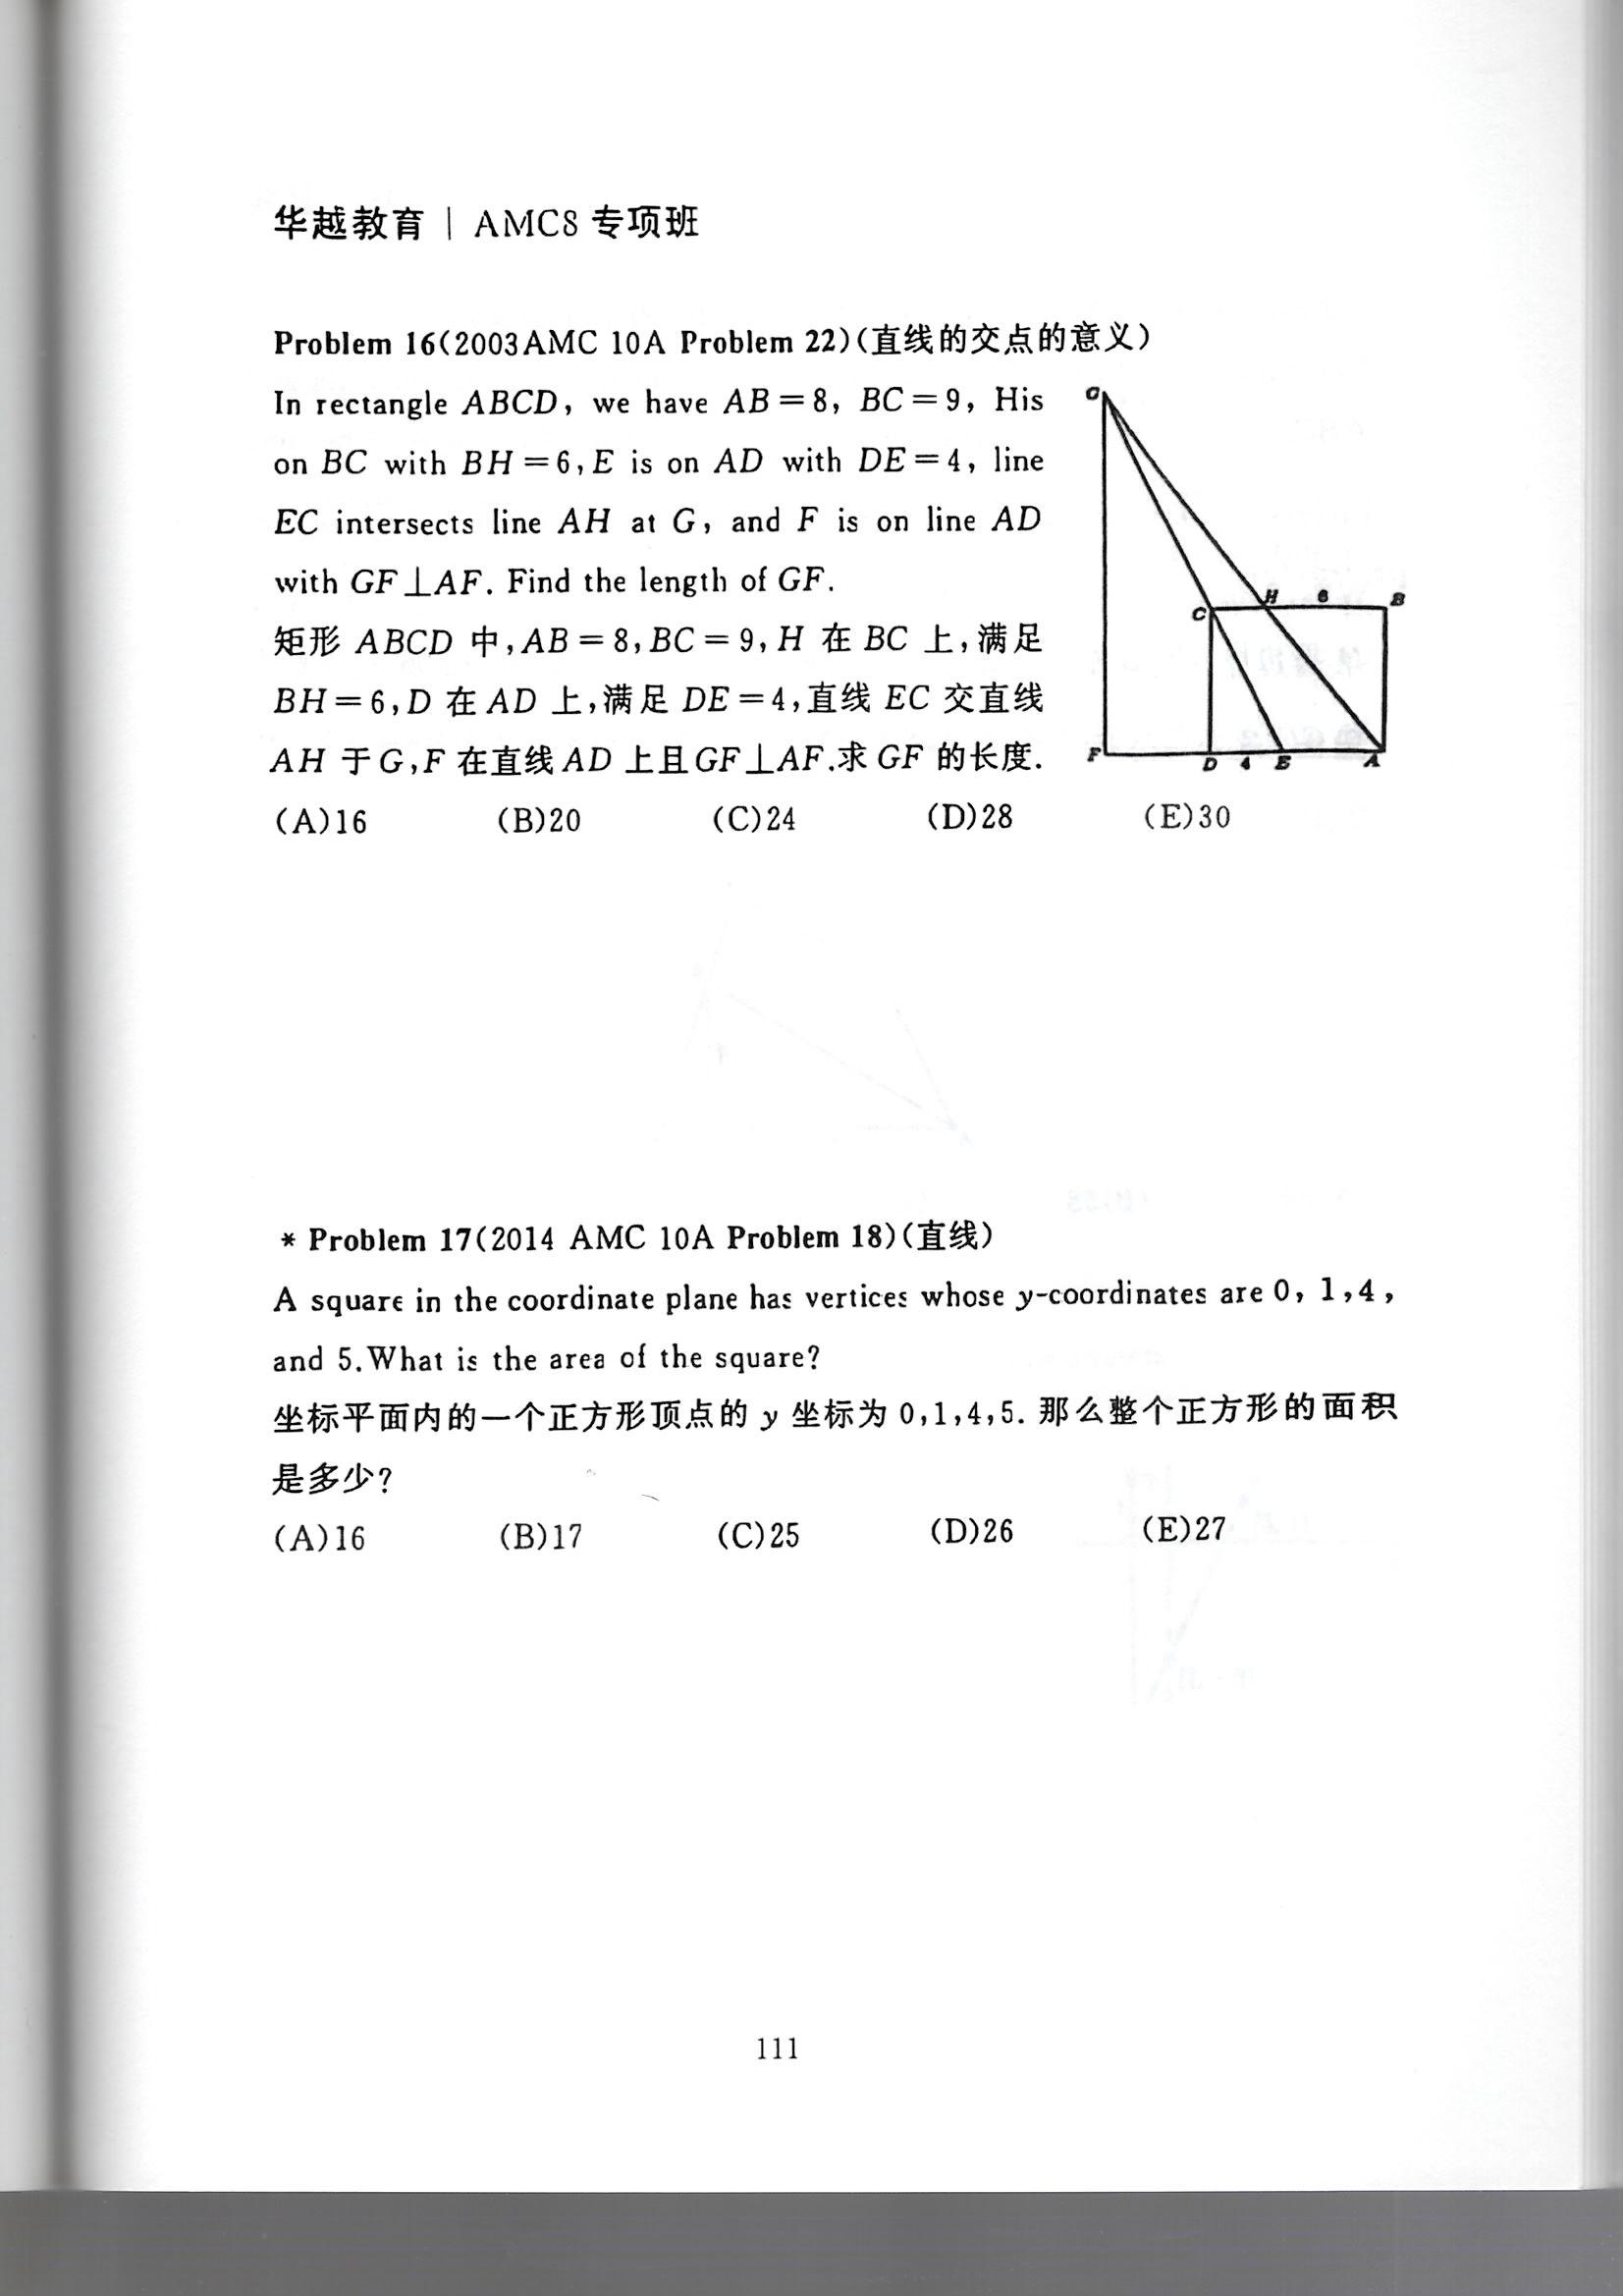 华越教育 | AMC8 专项班
Problem 16(2003AMC 10A Problem 22)(直线的交点的意义)
In rectangle ABCD, we have AB=8, BC=9, His
on BC with BH=6,E is on AD with DE=4, line
EC intersects line AH at G, and F is on line AD
with GF⊥AF. Find the length of GF.
矩形 ABCD 中,AB=8,BC=9,H 在 BC 上,满足
BH=6,D 在 AD 上,满足 DE=4,直线 EC 交直线
AH 于 G,F 在直线 AD 上且GF⊥AF.求 GF 的长度.
G
C H 6 B
F D 4 E A
(A)16 (B)20 (C)24 (D)28 (E)30
* Problem 17(2014 AMC 10A Problem 18)(直线)
A square in the coordinate plane has vertices whose y-coordinates are 0, 1,4,
and 5.What is the area of the square?
坐标平面内的一个正方形顶点的 y 坐标为 0,1,4,5. 那么整个正方形的面积
是多少?
(A)16 (B)17 (C)25 (D)26 (E)27
111